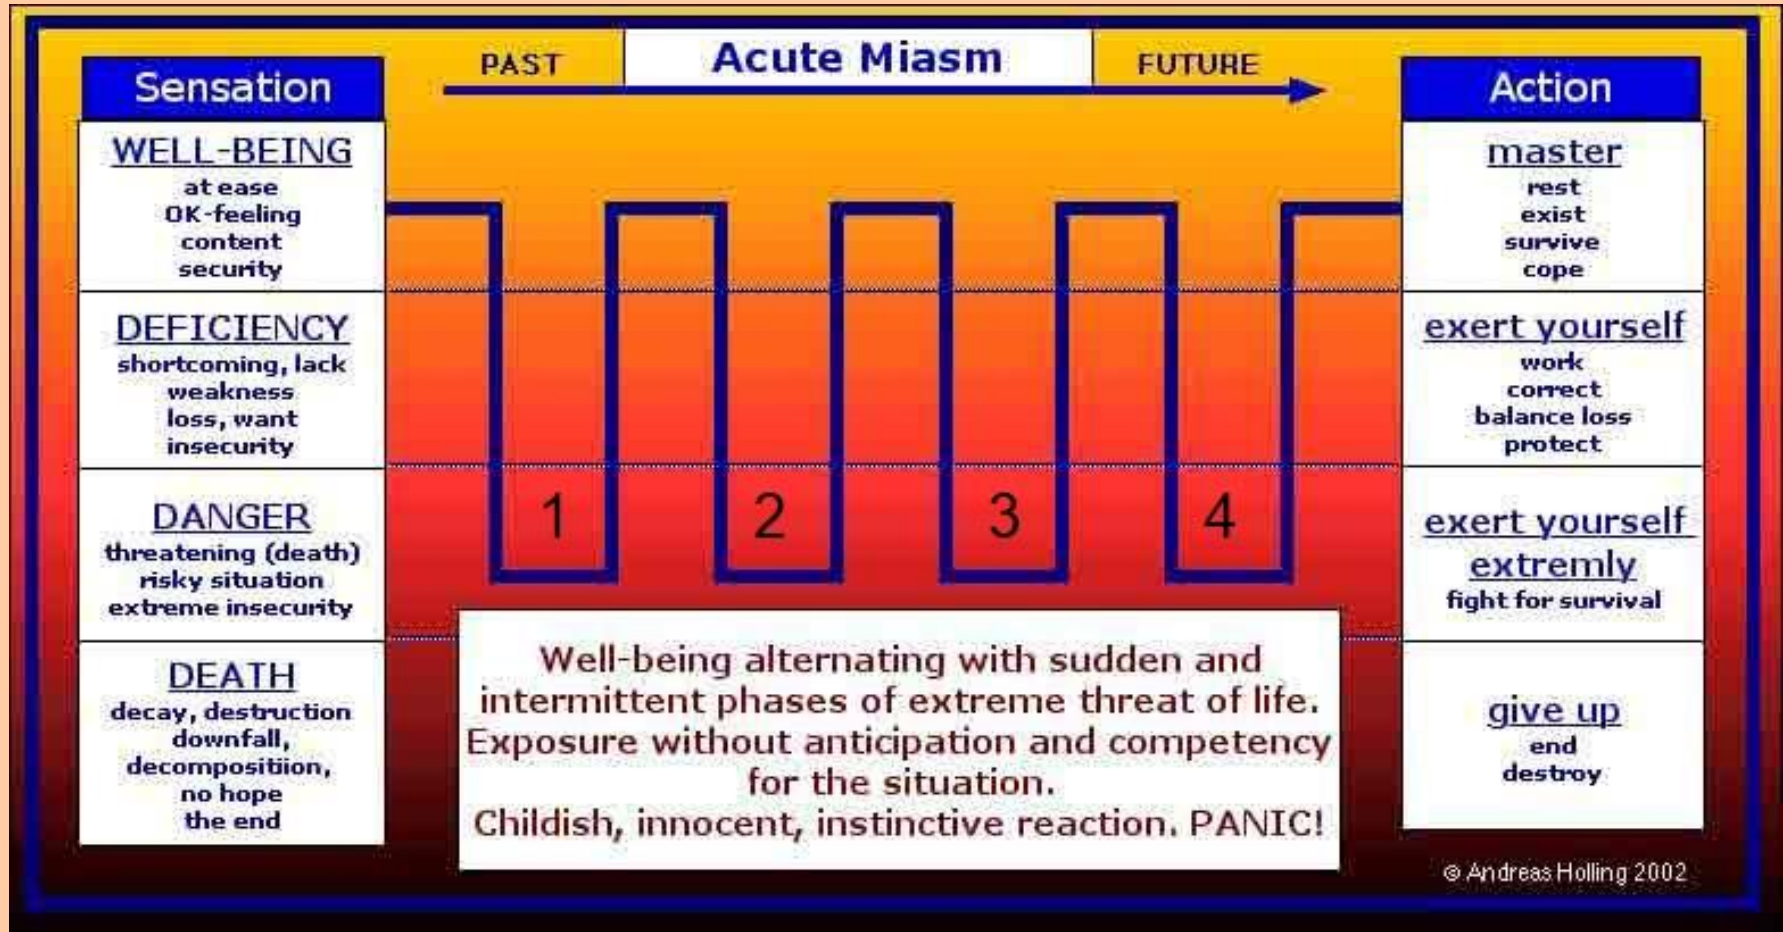 Acute Miasm
PAST
FUTURE
Sensation
WELL-BEING
at ease
OK-feeling
content
security
DEFICIENCY
shortcoming, lack
weakness
loss, want
insecurity
DANGER
threatening (death)
risky situation
extreme insecurity
DEATH
decay, destruction
downfall,
decompositiion,
no hope
the end
1
2
3
4
Well-being alternating with sudden and
intermittent phases of extreme threat of life.
Exposure without anticipation and competency
for the situation.
Childish, innocent, instinctive reaction. PANIC!
Action
master
rest
exist
survive
cope
exert yourself
work
correct
balance loss
protect
exert yourself
extremly
fight for survival
give up
end
destroy
© Andreas Holling 2002